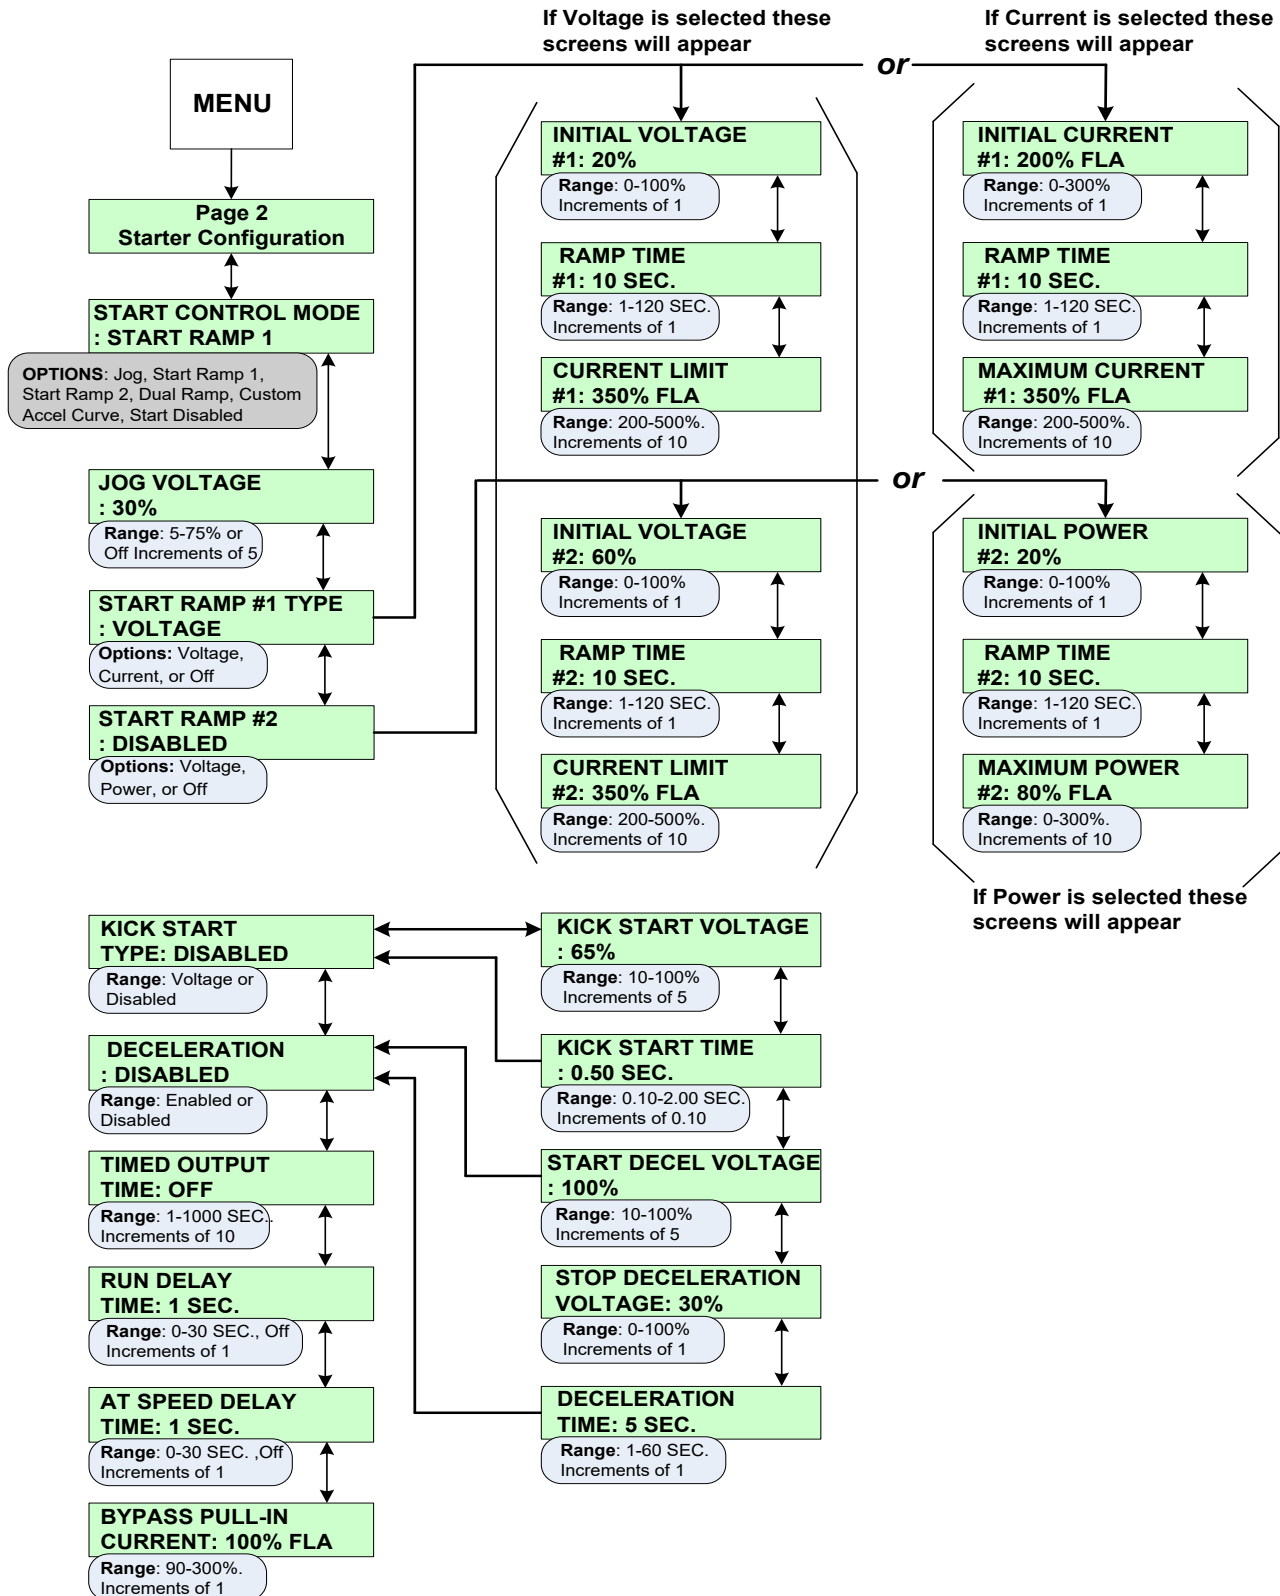 If Voltage is selected these
screens will appear
If Current is selected these
screens will appear
or
MENU
Page 2
Starter Configuration
START CONTROL MODE
: START RAMP 1
OPTIONS: Jog, Start Ramp 1,
Start Ramp 2, Dual Ramp, Custom
Accel Curve, Start Disabled
JOG VOLTAGE
: 30%
Range: 5-75% or
Off Increments of 5
START RAMP #1 TYPE
: VOLTAGE
Options: Voltage,
Current, or Off
START RAMP #2
: DISABLED
Options: Voltage,
Power, or Off
INITIAL VOLTAGE
#1: 20%
Range: 0-100%
Increments of 1
RAMP TIME
#1: 10 SEC.
Range: 1-120 SEC.
Increments of 1
CURRENT LIMIT
#1: 350% FLA
Range: 200-500%.
Increments of 10
INITIAL CURRENT
#1: 200% FLA
Range: 0-300%
Increments of 1
RAMP TIME
#1: 10 SEC.
Range: 1-120 SEC.
Increments of 1
MAXIMUM CURRENT
#1: 350% FLA
Range: 200-500%.
Increments of 10
or
INITIAL VOLTAGE
#2: 60%
Range: 0-100%
Increments of 1
RAMP TIME
#2: 10 SEC.
Range: 1-120 SEC.
Increments of 1
CURRENT LIMIT
#2: 350% FLA
Range: 200-500%.
Increments of 10
INITIAL POWER
#2: 20%
Range: 0-100%
Increments of 1
RAMP TIME
#2: 10 SEC.
Range: 1-120 SEC.
Increments of 1
MAXIMUM POWER
#2: 80% FLA
Range: 0-300%.
Increments of 10
If Power is selected these
screens will appear
KICK START
TYPE: DISABLED
Range: Voltage or
Disabled
DECELERATION
: DISABLED
Range: Enabled or
Disabled
TIMED OUTPUT
TIME: OFF
Range: 1-1000 SEC..
Increments of 10
RUN DELAY
TIME: 1 SEC.
Range: 0-30 SEC., Off
Increments of 1
AT SPEED DELAY
TIME: 1 SEC.
Range: 0-30 SEC. ,Off
Increments of 1
BYPASS PULL-IN
CURRENT: 100% FLA
Range: 90-300%.
Increments of 1
KICK START VOLTAGE
: 65%
Range: 10-100%
Increments of 5
KICK START TIME
: 0.50 SEC.
Range: 0.10-2.00 SEC.
Increments of 0.10
START DECEL VOLTAGE
: 100%
Range: 10-100%
Increments of 5
STOP DECELERATION
VOLTAGE: 30%
Range: 0-100%
Increments of 1
DECELERATION
TIME: 5 SEC.
Range: 1-60 SEC.
Increments of 1